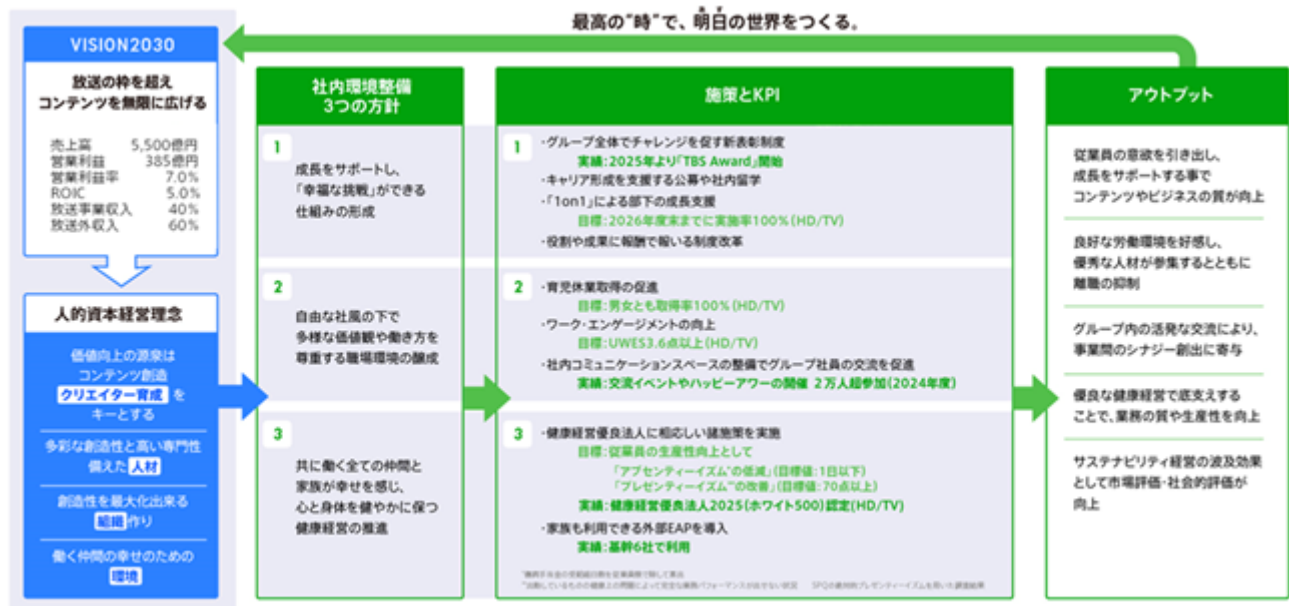 最高の"時"で、明日の世界をつくる。
VISION2030
放送の枠を超え
コンテンツを無限に広げる
売上高 5,500億円
営業利益 385億円
営業利益率 7.0%
ROIC 5.0%
放送事業収入 40%
放送外収入 60%
人的資本経営理念
価値向上の源泉は
コンテンツ創造
クリエイター育成 を
キーとする
多彩な創造性と高い専門性
備えた 人材
創造性を最大化出来る
組織 作り
働く仲間の幸せのための
環境
社内環境整備
3つの方針
1
成長をサポートし、
「幸福な挑戦」ができる
仕組みの形成
2
自由な社風の下で
多様な価値観や働き方を
尊重する職場環境の醸成
3
共に働く全ての仲間と
家族が幸せを感じ、
心と身体を健やかに保つ
健康経営の推進
施策とKPI
1 ・グループ全体でチャレンジを促す新表彰制度
実績:2025年より「TBS Award」開始
・キャリア形成を支援する公募や社内留学
・「1on1」による部下の成長支援
目標:2026年度末までに実施率100%(HD/TV)
・役割や成果に報酬で報いる制度改革
2 ・育児休業取得の促進
目標:男女とも取得率100%(HD/TV)
・ワーク・エンゲージメントの向上
目標:UWES3.6点以上(HD/TV)
・社内コミュニケーションスペースの整備でグループ社員の交流を促進
実績:交流イベントやハッピーアワーの開催 2万人超参加(2024年度)
3 ・健康経営優良法人に相応しい諸施策を実施
目標:従業員の生産性向上として
「アブセンティーイズム*の低減」(目標値:1日以下)
「プレゼンティーイズム**の改善」(目標値:70点以上)
実績:健康経営優良法人2025(ホワイト500)認定(HD/TV)
・家族も利用できる外部EAPを導入
実績:基幹6社で利用
アウトプット
従業員の意欲を引き出し、
成長をサポートする事で
コンテンツやビジネスの質が向上
良好な労働環境を好感し、
優秀な人材が参集するとともに
離職の抑制
グループ内の活発な交流により、
事業間のシナジー創出に寄与
優良な健康経営で底支えする
ことで、業務の質や生産性を向上
サステナビリティ経営の波及効果
として市場評価・社会的評価が
向上